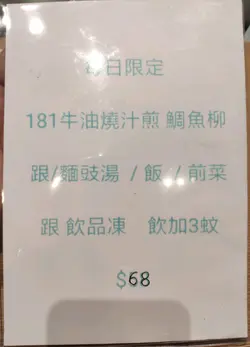 每日限定
181牛油燒汁煎 鯛魚柳
跟/麵豉湯 / 飯 / 前菜
跟 飲品凍 飲加3蚊
$68